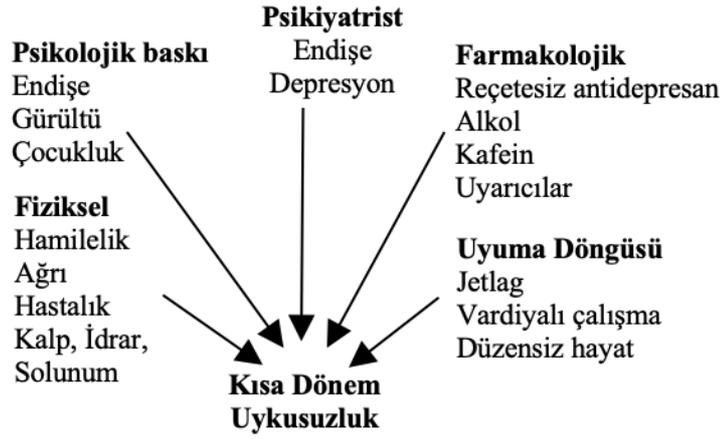 Psikolojik baskı
Endişe
Gürültü
Çocukluk
Psikiyatrist
Endişe
Depresyon
Farmakolojik
Reçetesiz antidepresan
Alkol
Kafein
Uyarıcılar
Fiziksel
Hamilelik
Ağrı
Hastalık
Kalp, İdrar,
Solunum
Uyuma Döngüsü
Jetlag
Vardiyalı çalışma
Düzensiz hayat
Kısa Dönem
Uykusuzluk